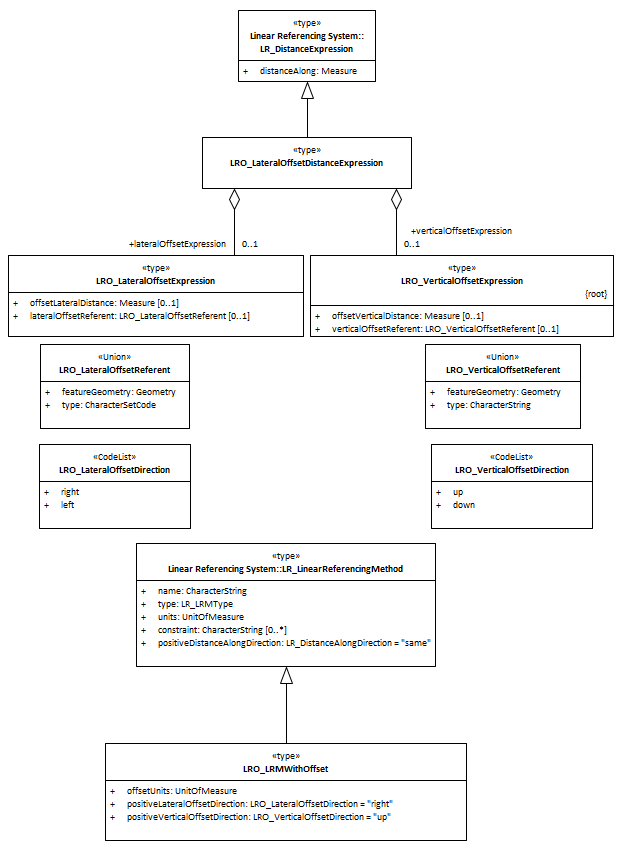 «type»
Linear Referencing System::
LR_DistanceExpression
+ distanceAlong: Measure
«type»
LRO_LateralOffsetDistanceExpression
+lateralOffsetExpression 0..1
+verticalOffsetExpression
0..1
«type»
LRO_LateralOffsetExpression
+ offsetLateralDistance: Measure [0..1]
+ lateralOffsetReferent: LRO_LateralOffsetReferent [0..1]
«type»
LRO_VerticalOffsetExpression
{root}
+ offsetVerticalDistance: Measure [0..1]
+ verticalOffsetReferent: LRO_VerticalOffsetReferent [0..1]
«Union»
LRO_LateralOffsetReferent
+ featureGeometry: Geometry
+ type: CharacterSetCode
«Union»
LRO_VerticalOffsetReferent
+ featureGeometry: Geometry
+ type: CharacterString
«CodeList»
LRO_LateralOffsetDirection
+ right
+ left
«CodeList»
LRO_VerticalOffsetDirection
+ up
+ down
«type»
Linear Referencing System::LR_LinearReferencingMethod
+ name: CharacterString
+ type: LR_LRMType
+ units: UnitOfMeasure
+ constraint: CharacterString [0..*]
+ positiveDistanceAlongDirection: LR_DistanceAlongDirection = "same"
«type»
LRO_LRMWithOffset
+ offsetUnits: UnitOfMeasure
+ positiveLateralOffsetDirection: LRO_LateralOffsetDirection = "right"
+ positiveVerticalOffsetDirection: LRO_VerticalOffsetDirection = "up"